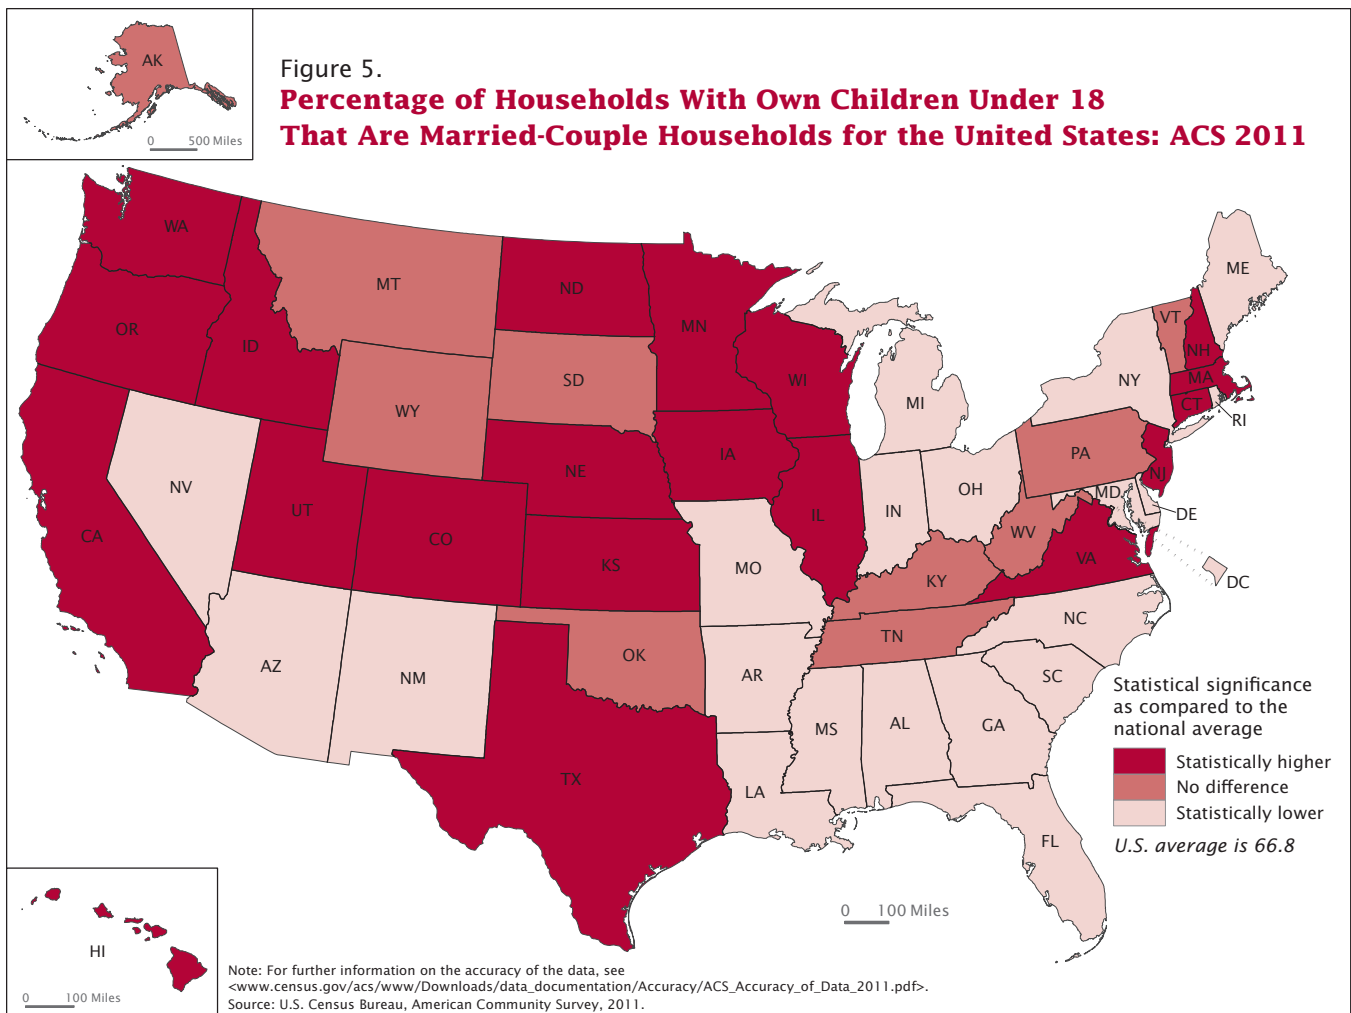 AK
0 500 Miles
Figure 5.
Percentage of Households With Own Children Under 18
That Are Married-Couple Households for the United States: ACS 2011
WA
MT
ND
OR
ID
MN
ME
VT
NH
WY
SD
WI
MI
NY
MA
CT
RI
NV
UT
CO
NE
IA
IL
IN
OH
PA
NJ
MD
DE
CA
KS
MO
KY
WV
VA
DC
AZ
NM
OK
AR
TN
NC
SC
TX
LA
MS
AL
GA
FL
Statistical significance
as compared to the
national average
Statistically higher
No difference
Statistically lower
U.S. average is 66.8
0 100 Miles
HI
0 100 Miles
Note: For further information on the accuracy of the data, see
<www.census.gov/acs/www/Downloads/data_documentation/Accuracy/ACS_Accuracy_of_Data_2011.pdf>.
Source: U.S. Census Bureau, American Community Survey, 2011.